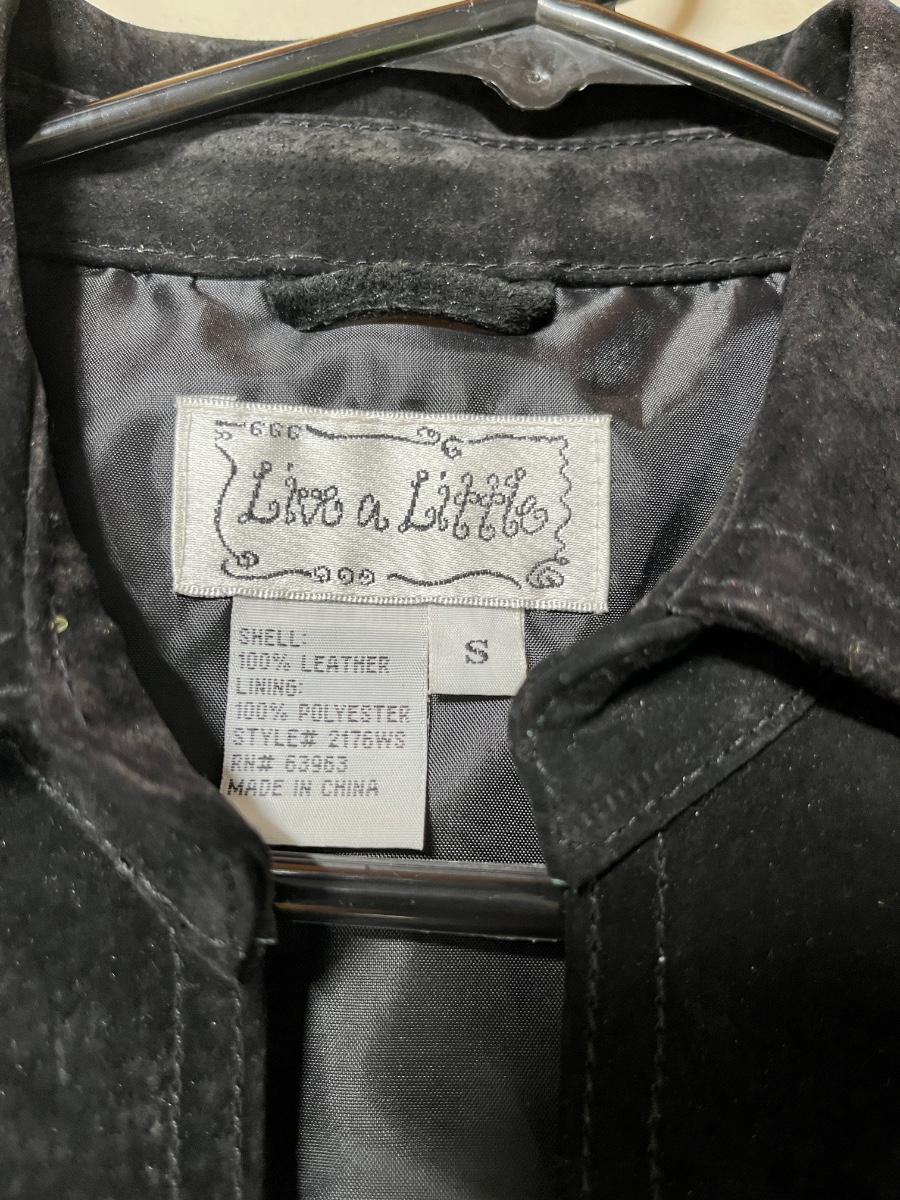 Live a Little
S
SHELL:
100% LEATHER
LINING:
100% POLYESTER
STYLE# 2176WS
RN# 63963
MADE IN CHINA